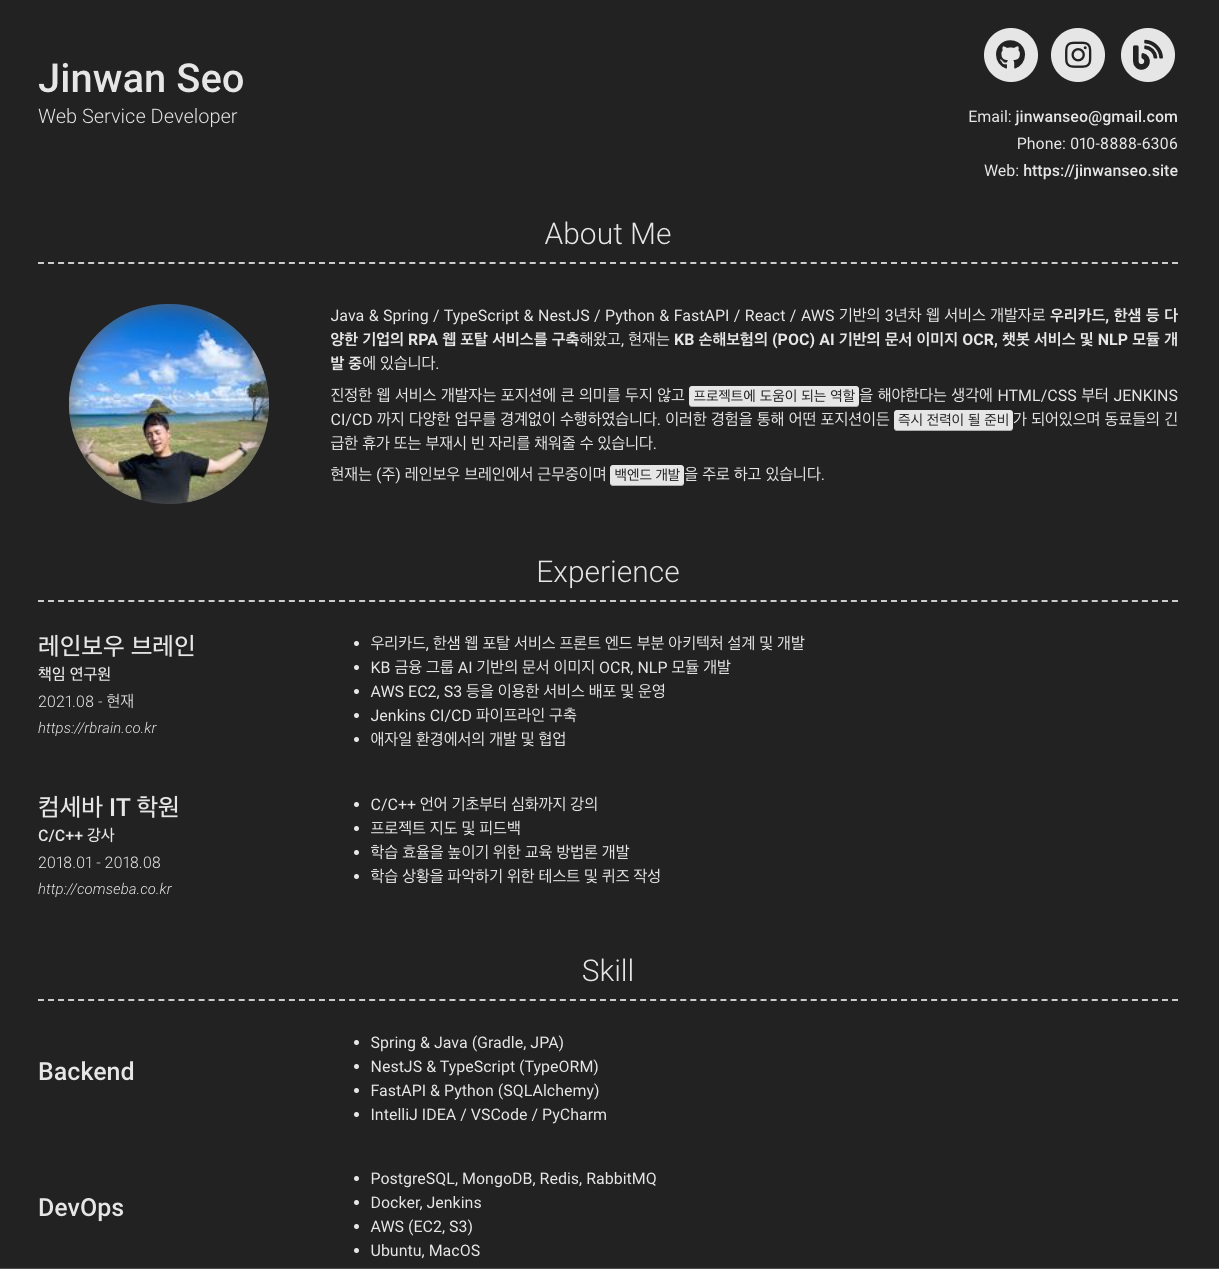 Jinwan Seo
Web Service Developer
Email: jinwanseo@gmail.com
Phone: 010-8888-6306
Web: https://jinwanseo.site
About Me
Java & Spring / TypeScript & NestJS / Python & FastAPI / React / AWS 기반의 3년차 웹 서비스 개발자로 우리카드, 한샘 등 다
양한 기업의 RPA 웹 포탈 서비스를 구축해왔고, 현재는 KB 손해보험의 (POC) AI 기반의 문서 이미지 OCR, 챗봇 서비스 및 NLP 모듈 개
발 중에 있습니다.
진정한 웹 서비스 개발자는 포지션에 큰 의미를 두지 않고 프로젝트에 도움이 되는 역할을 해야한다는 생각에 HTML/CSS 부터 JENKINS
CI/CD 까지 다양한 업무를 경계없이 수행하였습니다. 이러한 경험을 통해 어떤 포지션이든 즉시 전력이 될 준비가 되어있으며 동료들의 긴
급한 휴가 또는 부재시 빈 자리를 채워줄 수 있습니다.
현재는 (주) 레인보우 브레인에서 근무중이며 백엔드 개발을 주로 하고 있습니다.
Experience
레인보우 브레인
책임 연구원
2021.08 - 현재
https://rbrain.co.kr
• 우리카드, 한샘 웹 포탈 서비스 프론트 엔드 부분 아키텍처 설계 및 개발
• KB 금융 그룹 AI 기반의 문서 이미지 OCR, NLP 모듈 개발
• AWS EC2, S3 등을 이용한 서비스 배포 및 운영
• Jenkins CI/CD 파이프라인 구축
• 애자일 환경에서의 개발 및 협업
컴세바 IT 학원
C/C++ 강사
2018.01 - 2018.08
http://comseba.co.kr
• C/C++ 언어 기초부터 심화까지 강의
• 프로젝트 지도 및 피드백
• 학습 효율을 높이기 위한 교육 방법론 개발
• 학습 상황을 파악하기 위한 테스트 및 퀴즈 작성
Skill
Backend
• Spring & Java (Gradle, JPA)
• NestJS & TypeScript (TypeORM)
• FastAPI & Python (SQLAlchemy)
• IntelliJ IDEA / VSCode / PyCharm
DevOps
• PostgreSQL, MongoDB, Redis, RabbitMQ
• Docker, Jenkins
• AWS (EC2, S3)
• Ubuntu, MacOS